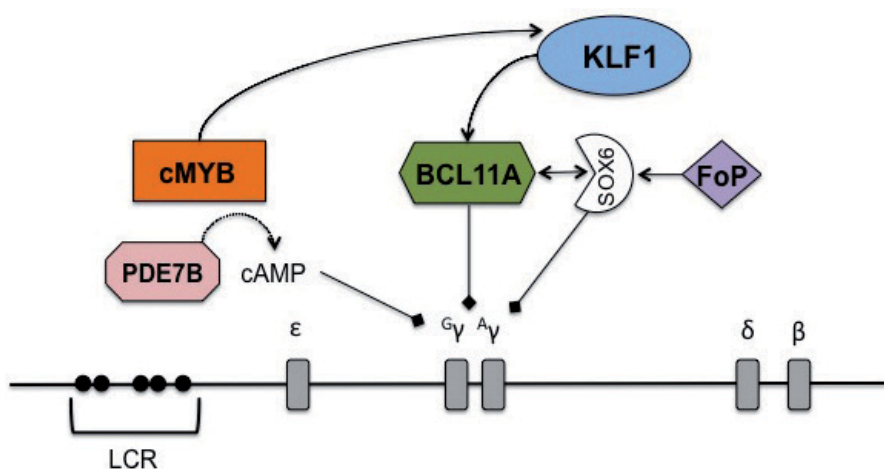 KLF1
cMYB
BCL11A
SOX6
FoP
PDE7B
cAMP
ε
Gγ Aγ
δ
β
LCR